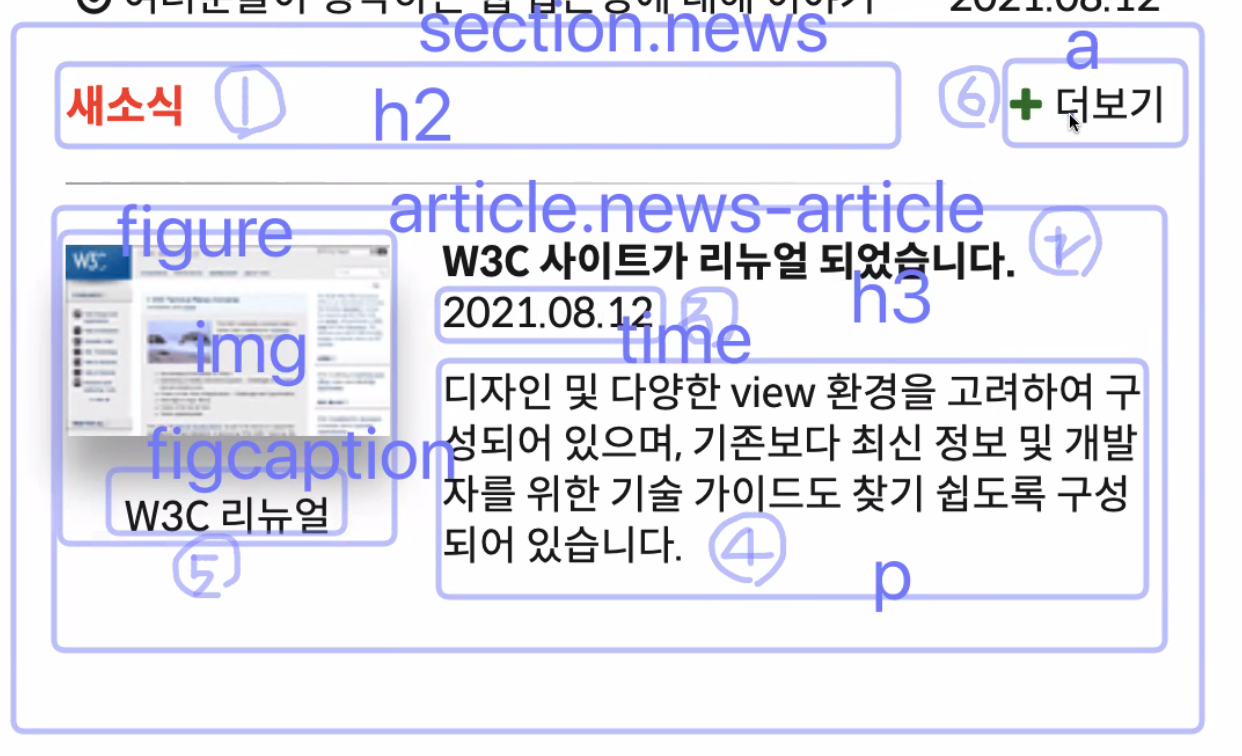 section.news
a
새소식 ① h2
⑥ + 더보기
article.news-article
figure
W3C
img
figcaption
W3C 리뉴얼
⑤
W3C 사이트가 리뉴얼 되었습니다. ②
h3
2021.08.12 ③
time
디자인 및 다양한 view 환경을 고려하여 구
성되어 있으며, 기존보다 최신 정보 및 개발
자를 위한 기술 가이드도 찾기 쉽도록 구성
되어 있습니다. ④
p